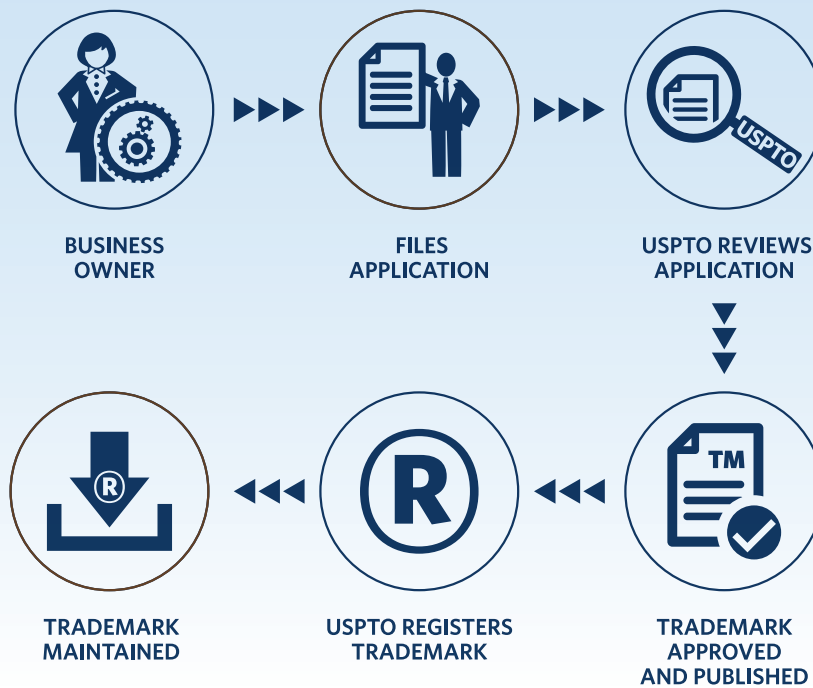 USPTO
BUSINESS
OWNER
FILES
APPLICATION
USPTO REVIEWS
APPLICATION
®
R
TM
TRADEMARK
MAINTAINED
USPTO REGISTERS
TRADEMARK
TRADEMARK
APPROVED
AND PUBLISHED